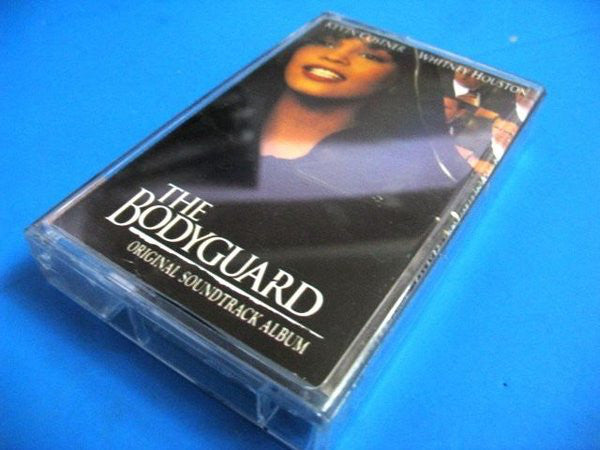 KEVIN COSTNER WHITNEY HOUSTON
THE
BODYGUARD
ORIGINAL SOUNDTRACK ALBUM